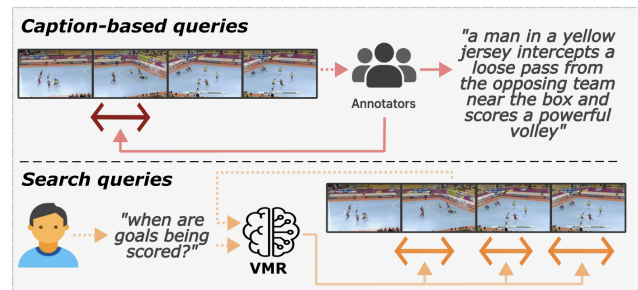 Caption-based queries
Annotators
"a man in a yellow
jersey intercepts a
loose pass from
the opposing team
near the box and
scores a powerful
volley"
Search queries
"when are
goals being
scored?"
VMR